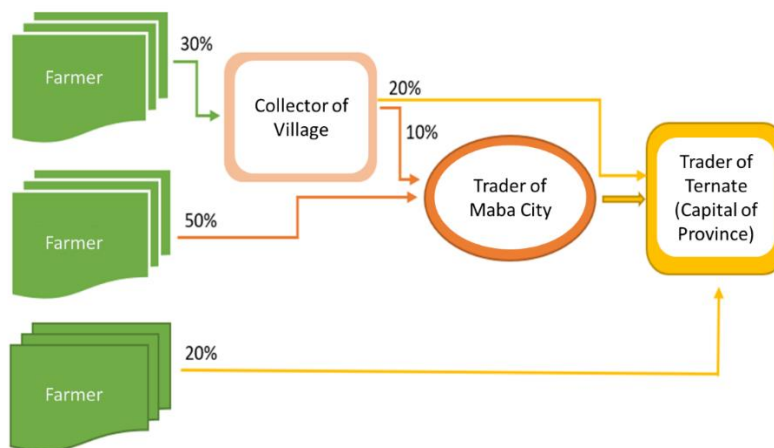 30%
Farmer
Collector of
Village
20%
10%
Trader of
Maba City
Trader of
Ternate
(Capital of
Province)
50%
Farmer
20%
Farmer